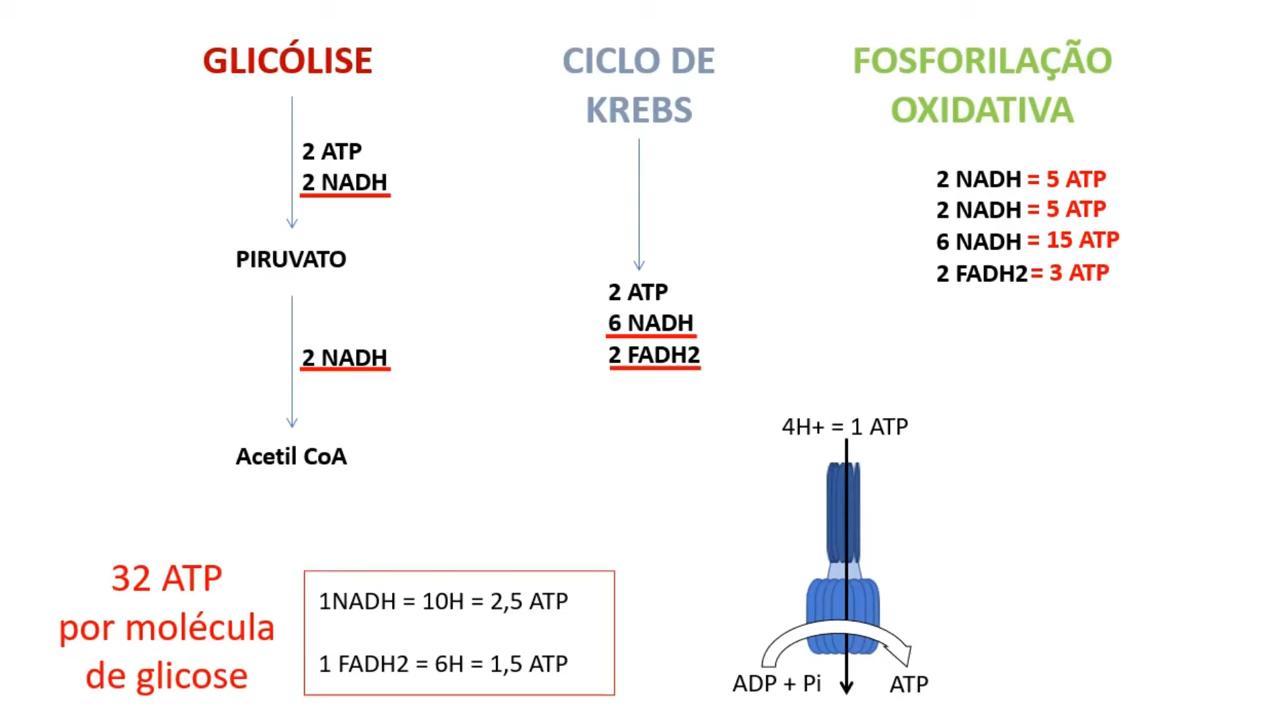 GLICÓLISE
2 ATP
2 NADH
PIRUVATO
2 NADH
Acetil CoA
CICLO DE
KREBS
2 ATP
6 NADH
2 FADH2
FOSFORILAÇÃO
OXIDATIVA
2 NADH = 5 ATP
2 NADH = 5 ATP
6 NADH = 15 ATP
2 FADH2 = 3 ATP
4H+ = 1 ATP
ADP + Pi
ATP
32 ATP
por molécula
de glicose
1NADH = 10H = 2,5 ATP
1 FADH2 = 6H = 1,5 ATP